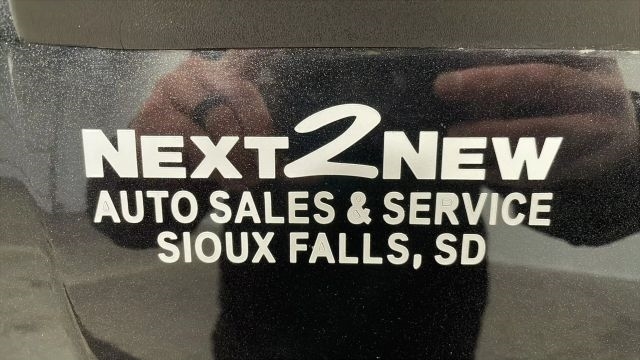 NEXT2NEW
AUTO SALES & SERVICE
SIOUX FALLS, SD